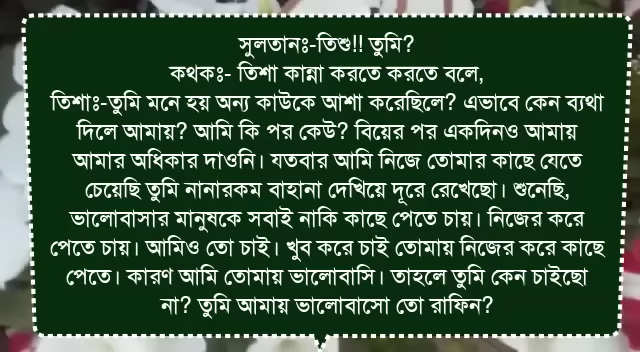 সুলতানঃ-তিশু!! তুমি?
কথকঃ- তিশা কান্না করতে করতে বলে,
তিশাঃ-তুমি মনে হয় অন্য কাউকে আশা করেছিলে? এভাবে কেন ব্যথা
দিলে আমায়? আমি কি পর কেউ? বিয়ের পর একদিনও আমায়
আমার অধিকার দাওনি। যতবার আমি নিজে তোমার কাছে যেতে
চেয়েছি তুমি নানারকম বাহানা দেখিয়ে দূরে রেখেছো। শুনেছি,
ভালোবাসার মানুষকে সবাই নাকি কাছে পেতে চায়। নিজের করে
পেতে চায়। আমিও তো চাই। খুব করে চাই তোমায় নিজের করে কাছে
পেতে। কারণ আমি তোমায় ভালোবাসি। তাহলে তুমি কেন চাইছো
না? তুমি আমায় ভালোবাসো তো রাফিন?